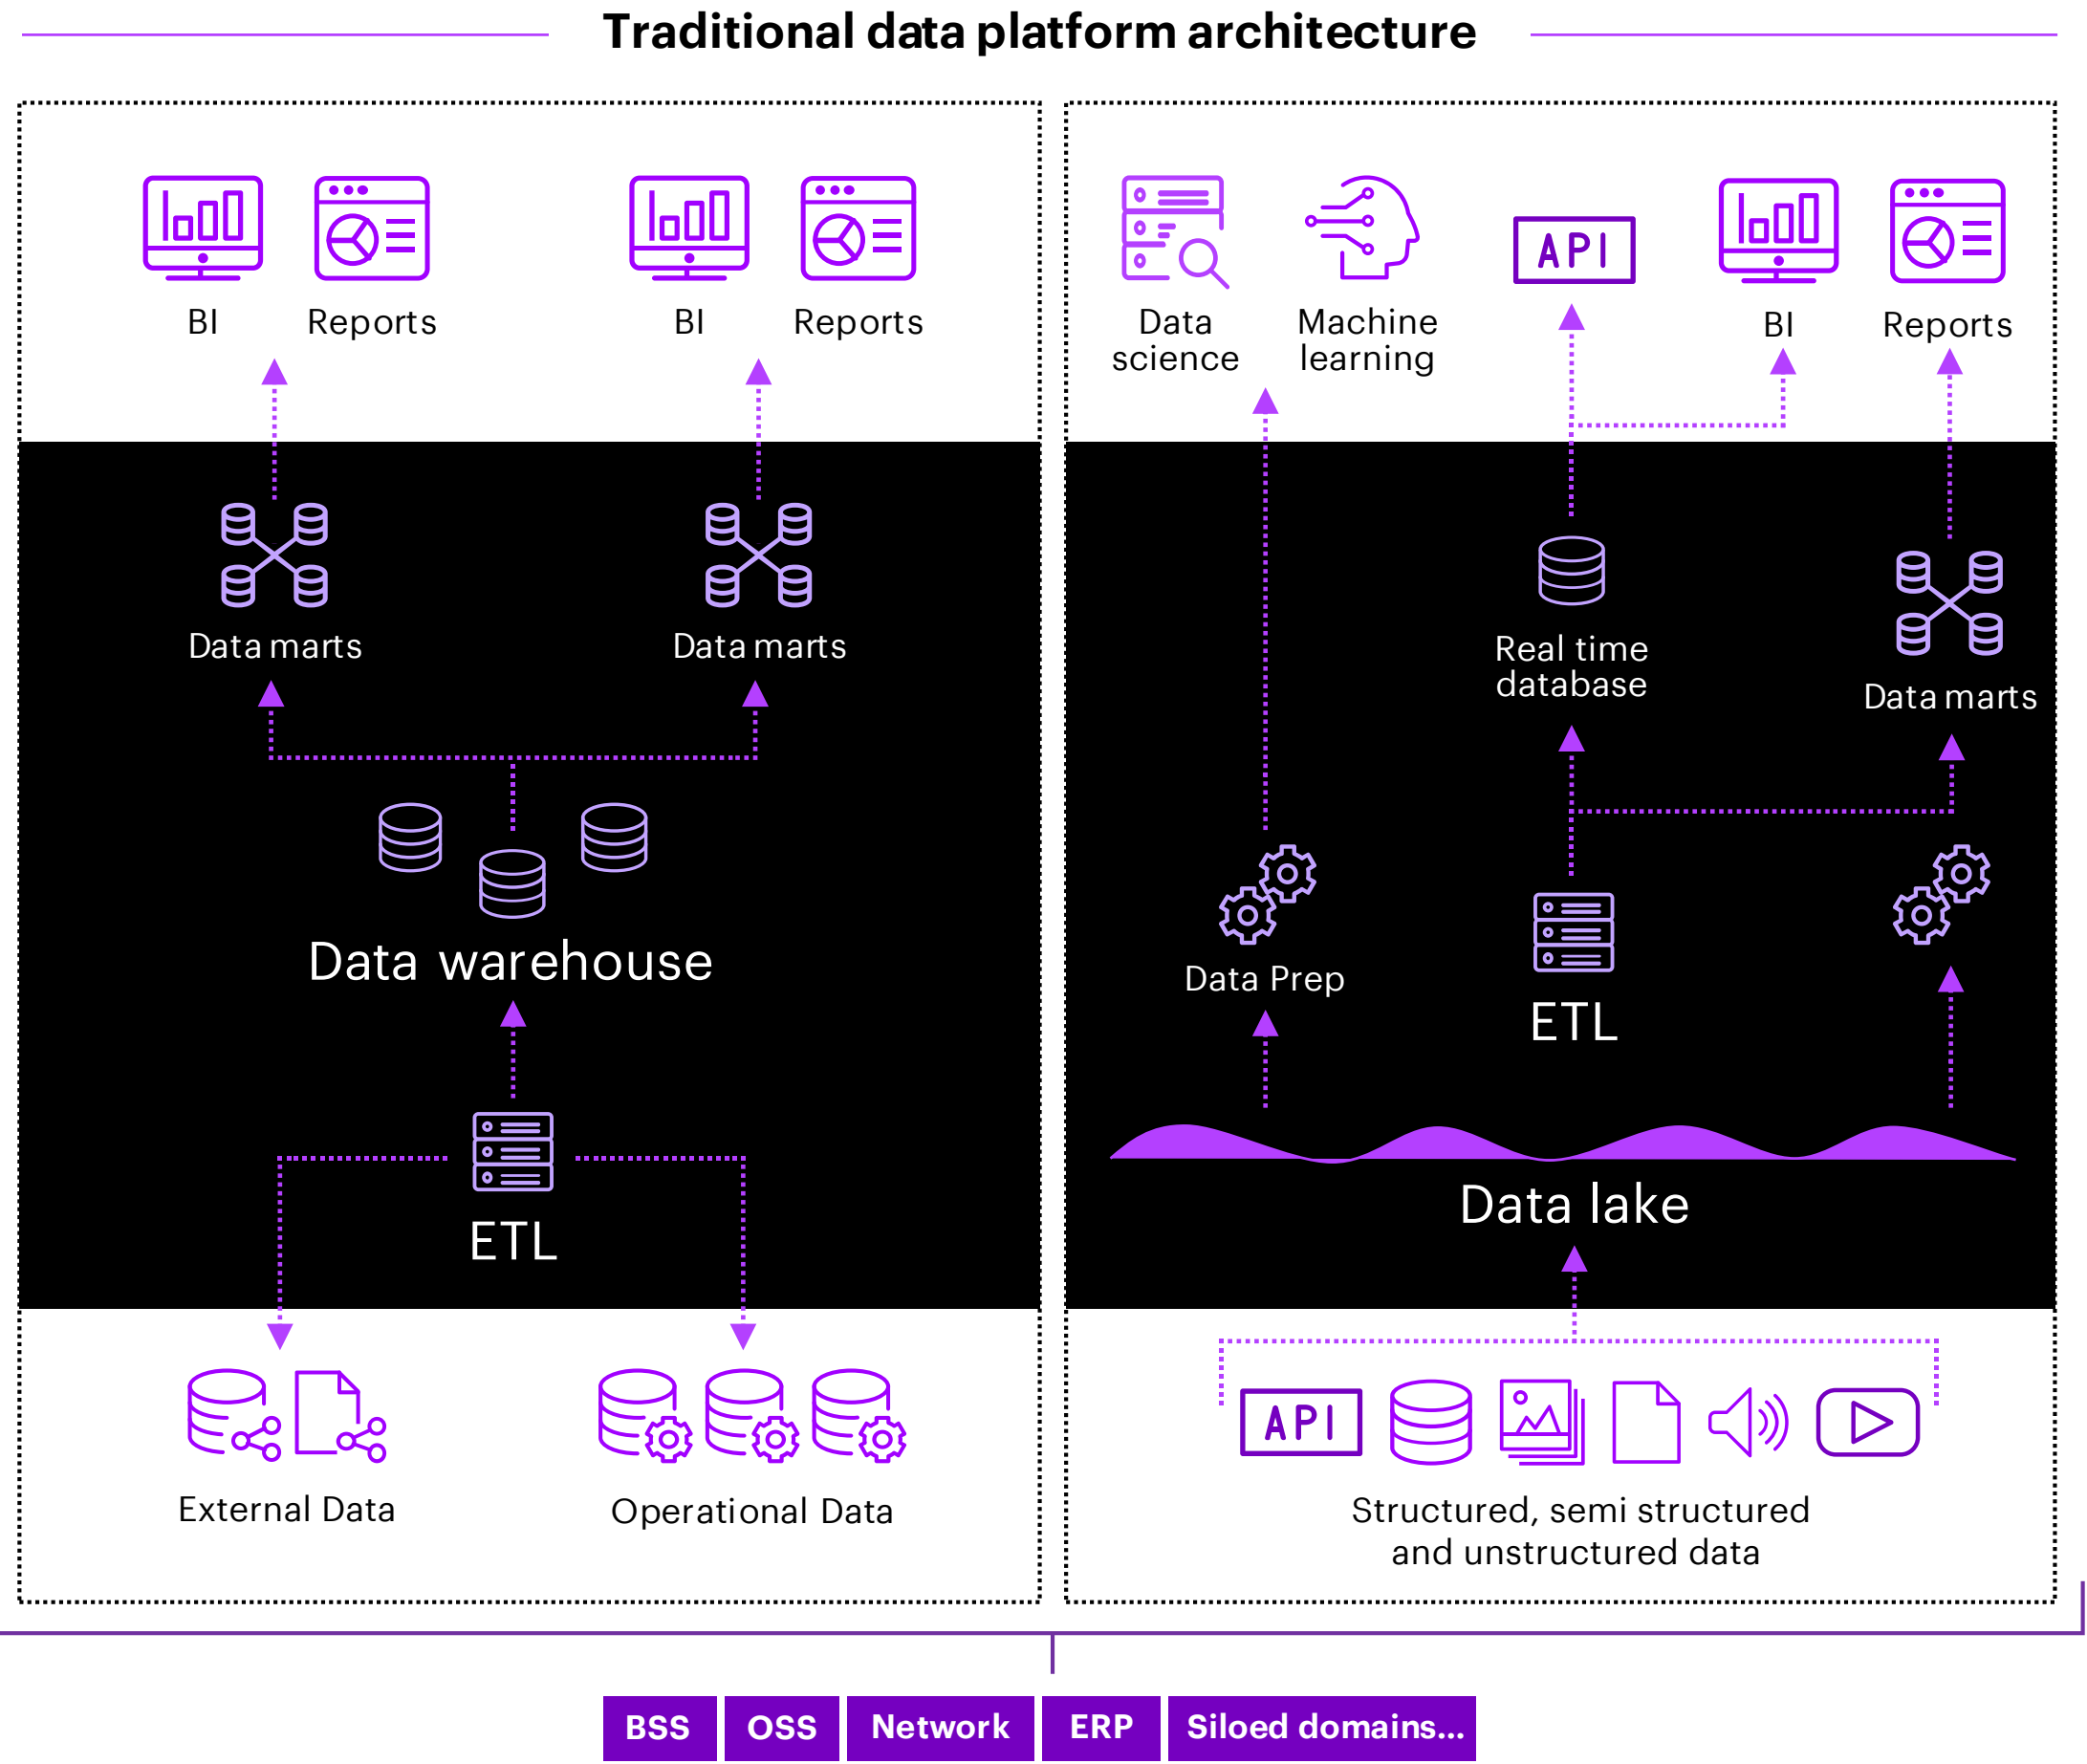 Traditional data platform architecture
BI
Reports
BI
Reports
Data marts
Data marts
Data warehouse
ETL
External Data
Operational Data
Data
science
Machine
learning
API
BI
Reports
Real time
database
Data marts
Data Prep
ETL
Data lake
API
Structured, semi structured
and unstructured data
BSS
OSS
Network
ERP
Siloed domains...